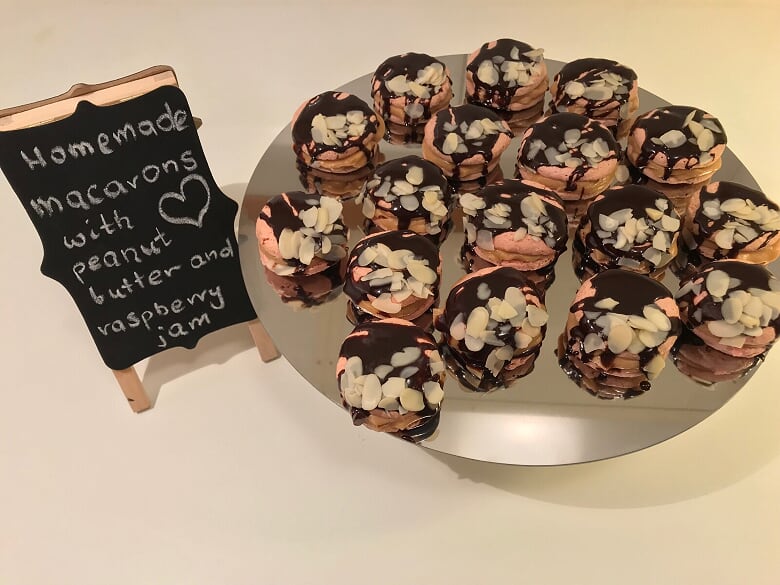 Homemade
macarons
with
peanut
butter and
raspberry
jam